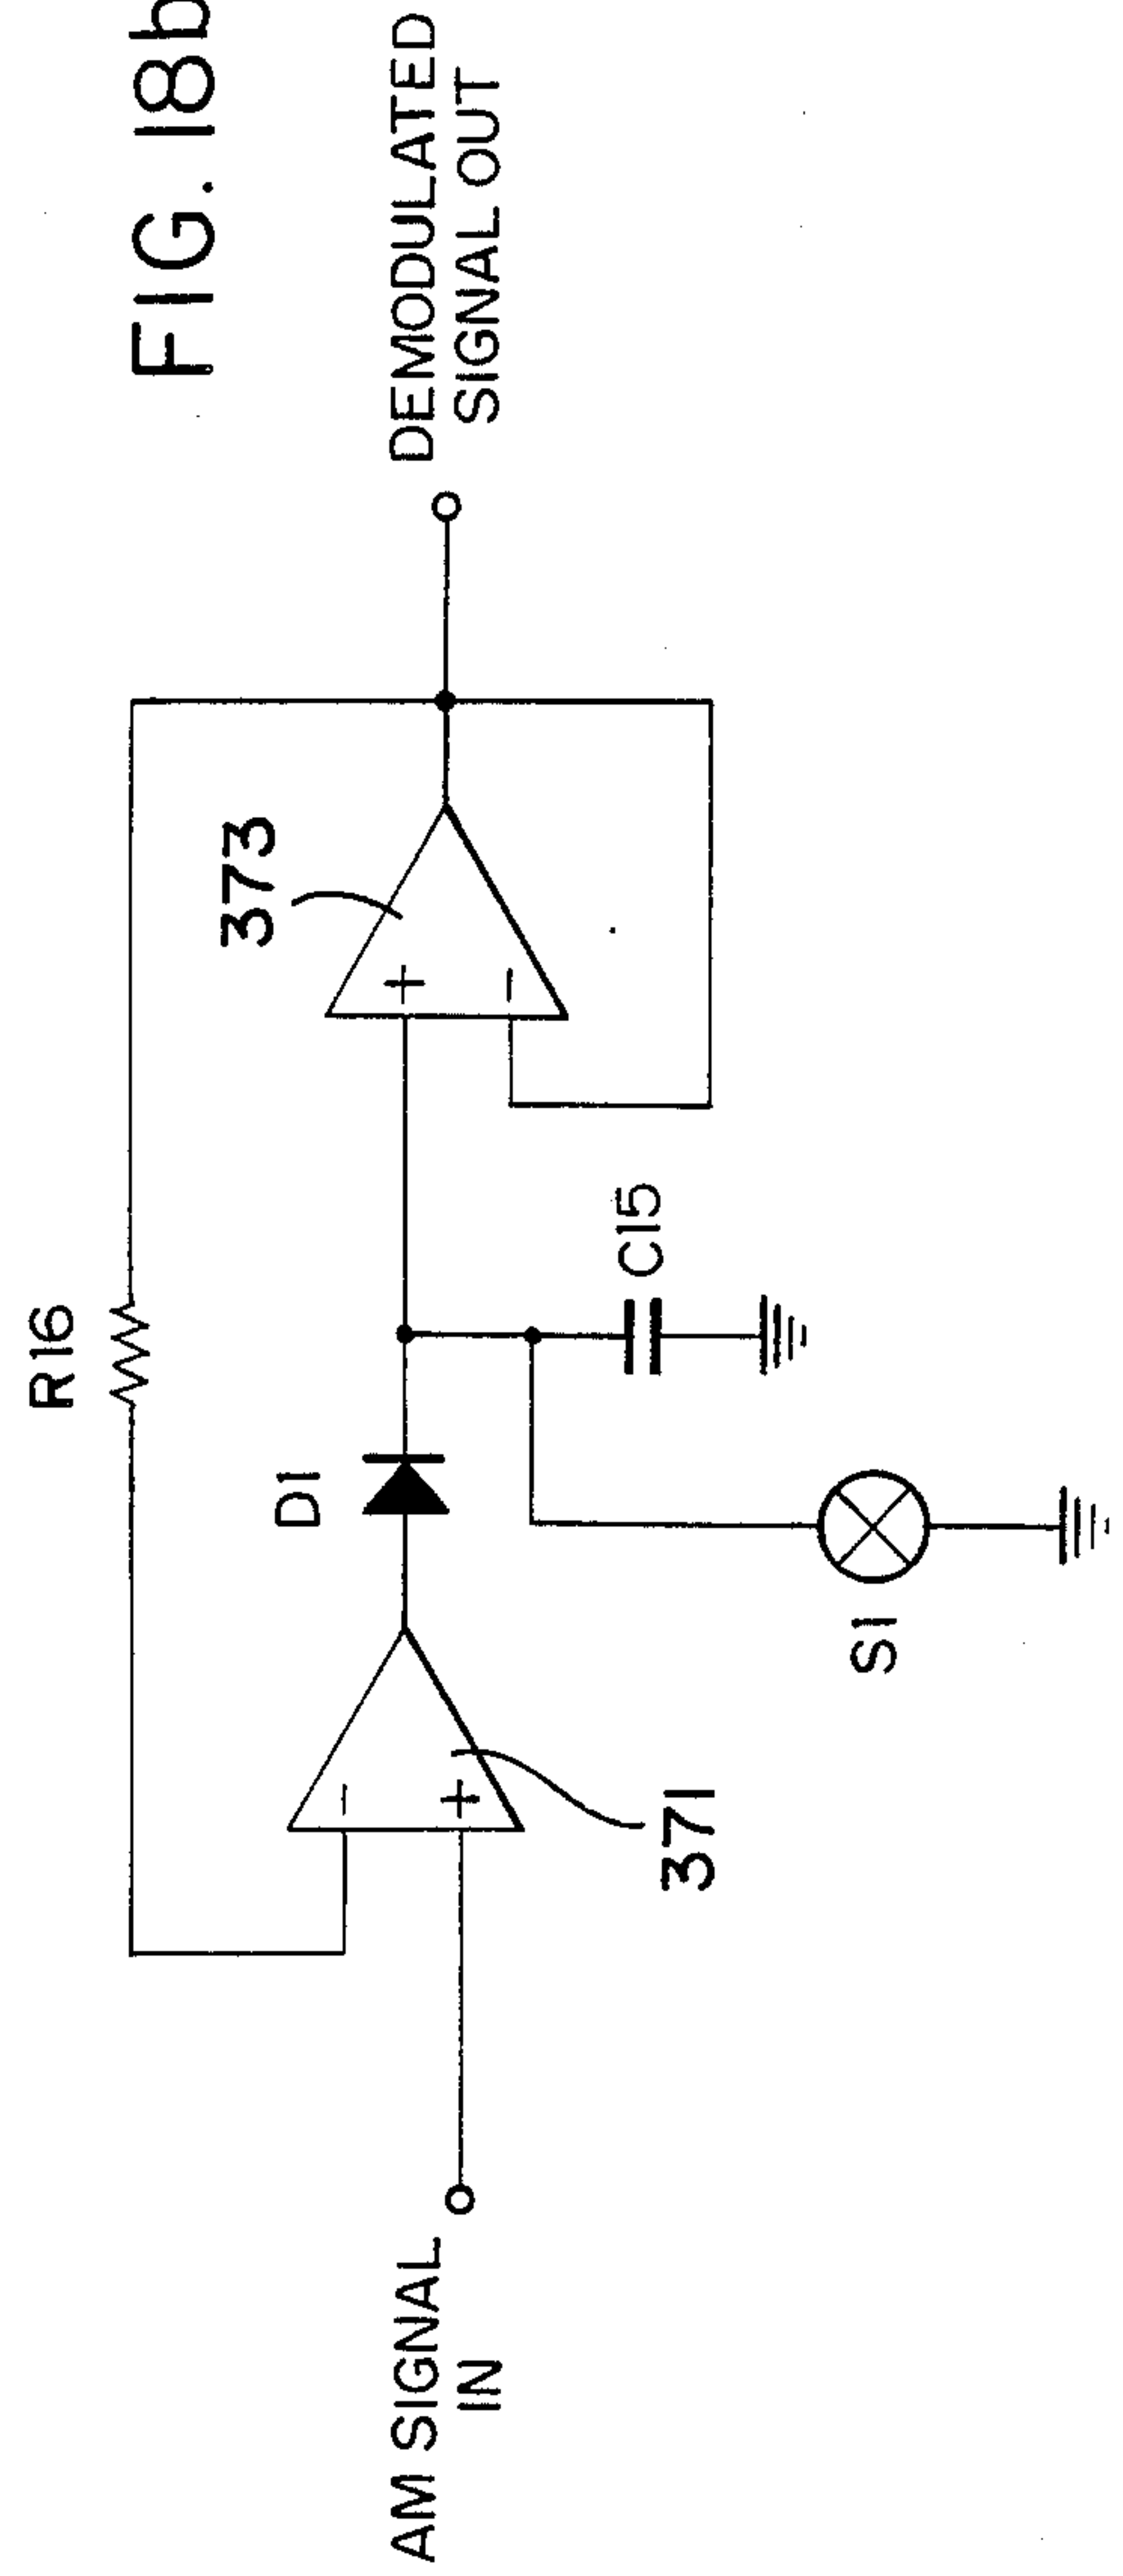 FIG. 18b
R16
373
DEMODULATED
SIGNAL OUT
D1
+
−
C15
−
+
371
S1
AM SIGNAL
IN